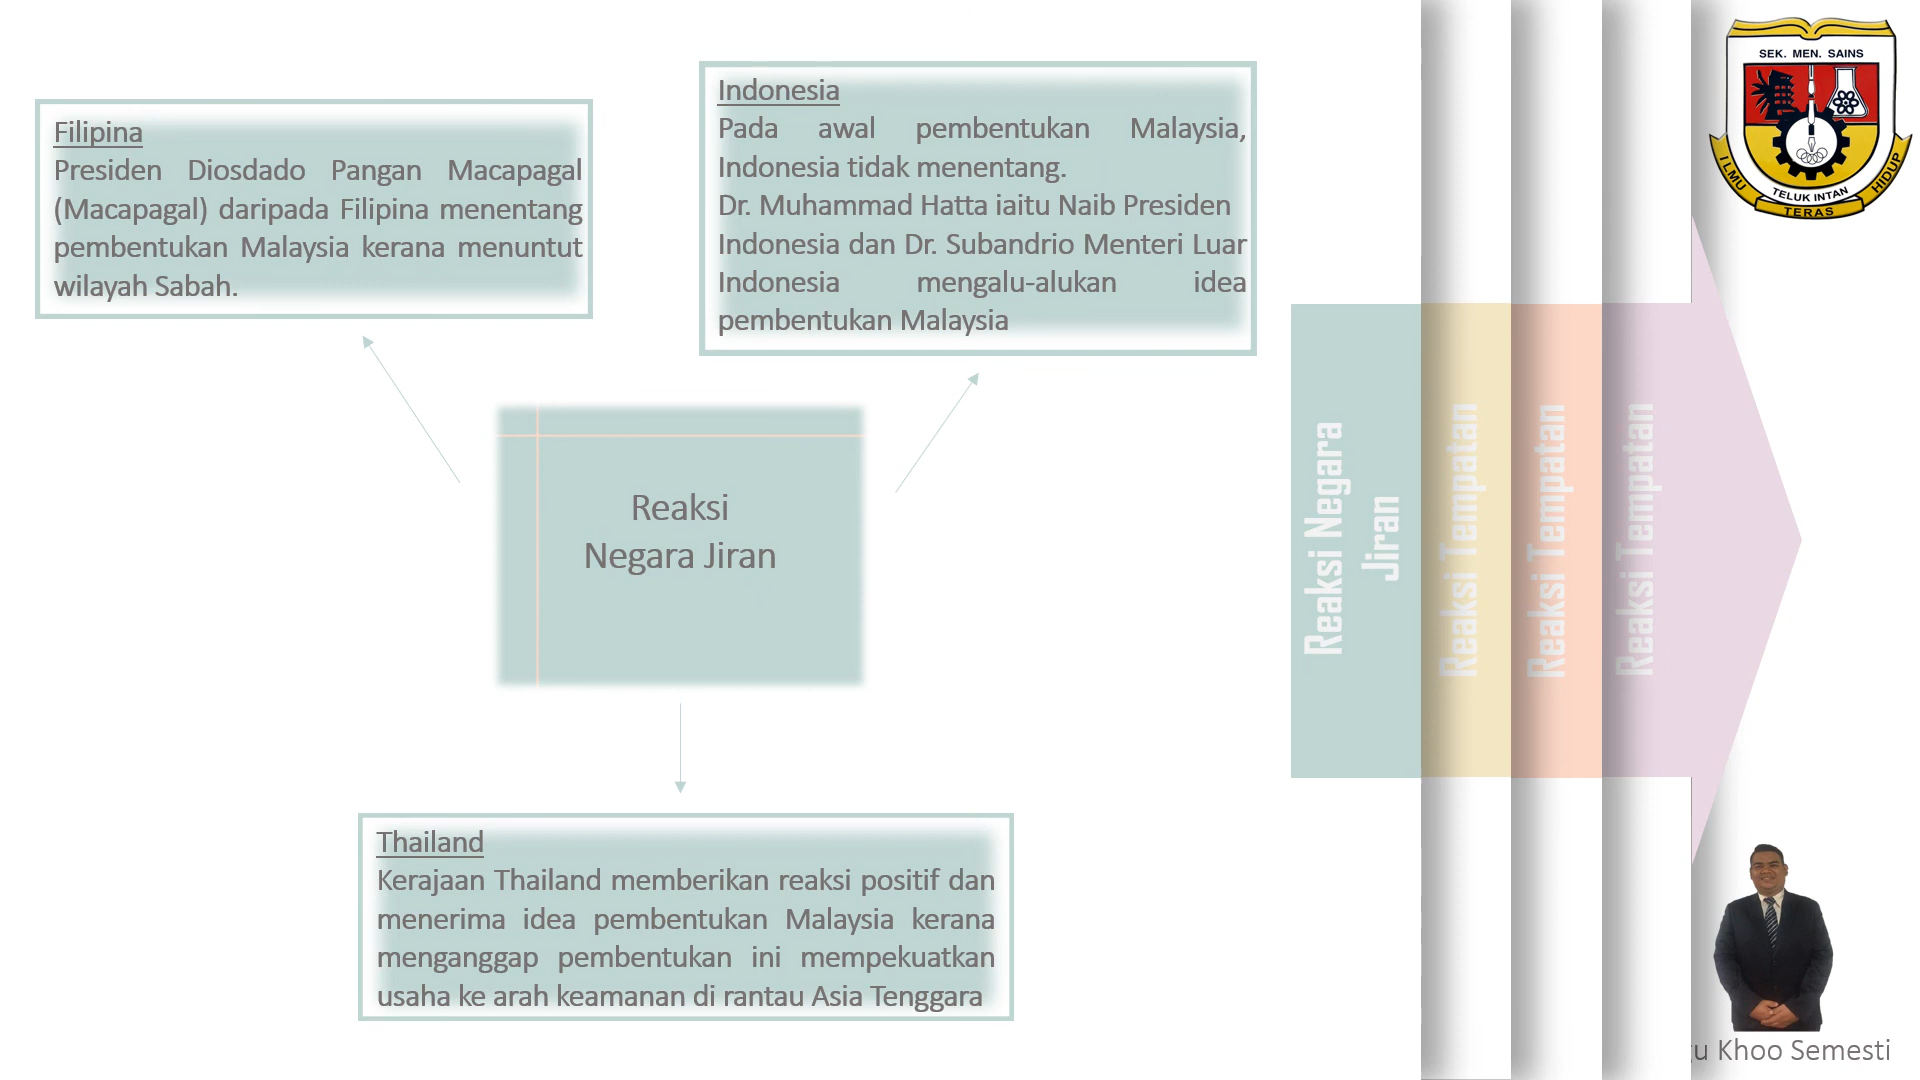 Filipina
Presiden Diosdado Pangan Macapagal
(Macapagal) daripada Filipina menentang
pembentukan Malaysia kerana menuntut
wilayah Sabah.
Indonesia
Pada awal pembentukan Malaysia,
Indonesia tidak menentang.
Dr. Muhammad Hatta iaitu Naib Presiden
Indonesia dan Dr. Subandrio Menteri Luar
Indonesia mengalu-alukan idea
pembentukan Malaysia
Reaksi
Negara Jiran
Thailand
Kerajaan Thailand memberikan reaksi positif dan
menerima idea pembentukan Malaysia kerana
menganggap pembentukan ini mempekuatkan
usaha ke arah keamanan di rantau Asia Tenggara
Reaksi Negara
Jiran
Reaksi Tempatan
Reaksi Tempatan
Reaksi Tempatan
SEK. MEN. SAINS
TELUK INTAN
ILMU TERAS HIDUP
Khoo Semesti